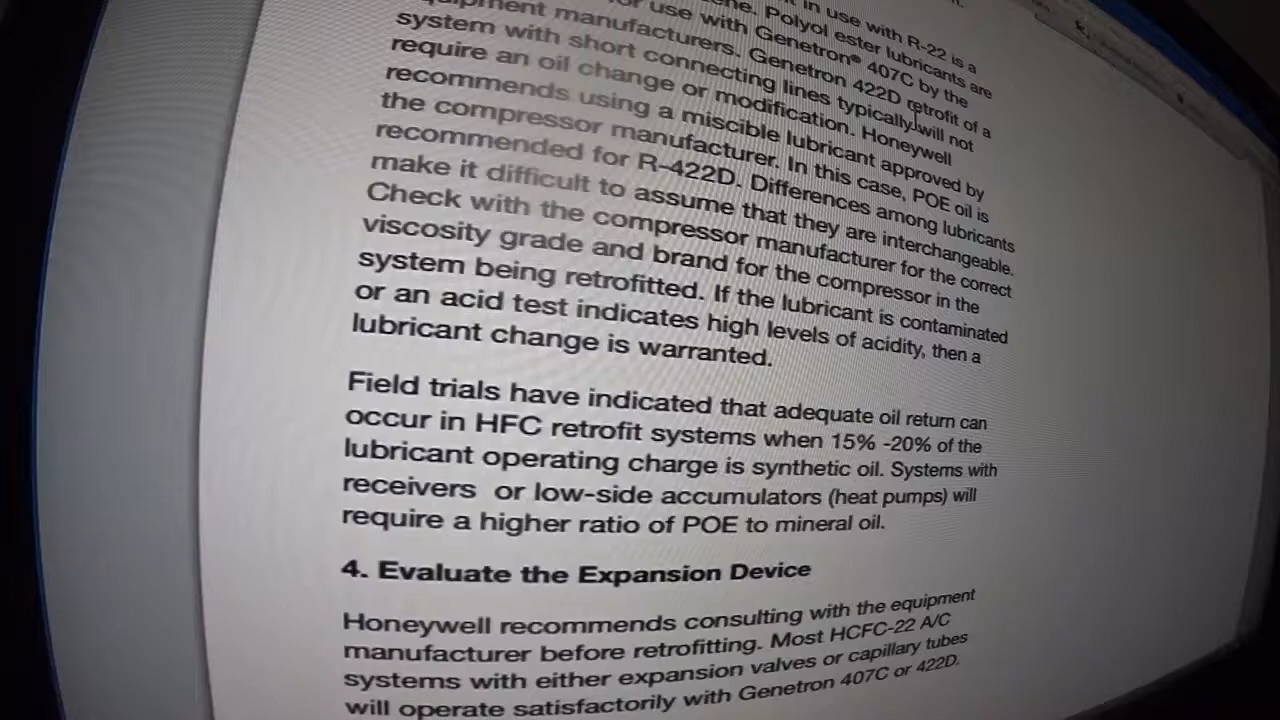 in use with R-22 is a
Polyol ester lubricants are
use with Genetron® 407C by the
manufacturers. Genetron 422D retrofit of a
system with short connecting lines typically will not
require an oil change or modification. Honeywell
recommends using a miscible lubricant approved by
the compressor manufacturer. In this case, POE oil is
recommended for R-422D. Differences among lubricants
make it difficult to assume that they are interchangeable.
Check with the compressor manufacturer for the correct
viscosity grade and brand for the compressor in the
system being retrofitted. If the lubricant is contaminated
or an acid test indicates high levels of acidity, then a
lubricant change is warranted.
Field trials have indicated that adequate oil return can
occur in HFC retrofit systems when 15% -20% of the
lubricant operating charge is synthetic oil. Systems with
receivers or low-side accumulators (heat pumps) will
require a higher ratio of POE to mineral oil.
4. Evaluate the Expansion Device
Honeywell recommends consulting with the equipment
manufacturer before retrofitting. Most HCFC-22 A/C
systems with either expansion valves or capillary tubes
will operate satisfactorily with Genetron 407C or 422D.